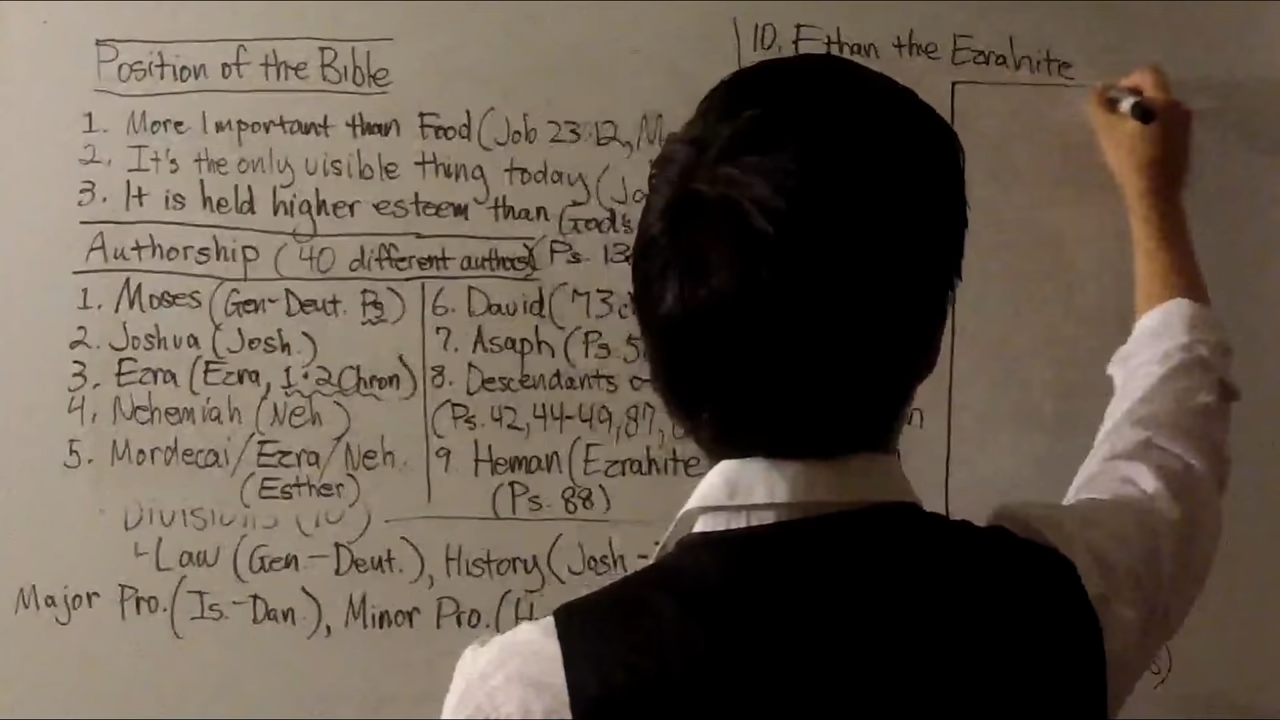 Position of the Bible
1. More Important than Food (Job 23:12,
2. It's the only visible thing today (
3. It is held higher esteem than God's
Authorship (40 different authors) Ps.
1. Moses (Gen-Deut. Ps)
2. Joshua (Josh.)
3. Ezra (Ezra, 1·2 Chron)
4. Nehemiah (Neh)
5. Mordecai/Ezra/Neh.
(Esther)
6. David (73
7. Asaph (Ps. 5
8. Descendants
(Ps. 42, 44-49, 87,
9 Heman (Ezrahite
(Ps. 88)
10. Ethan the Ezrahite
Divisions (10)
Law (Gen-Deut.), History (Josh -
Major Pro. (Is.-Dan.), Minor Pro. (H